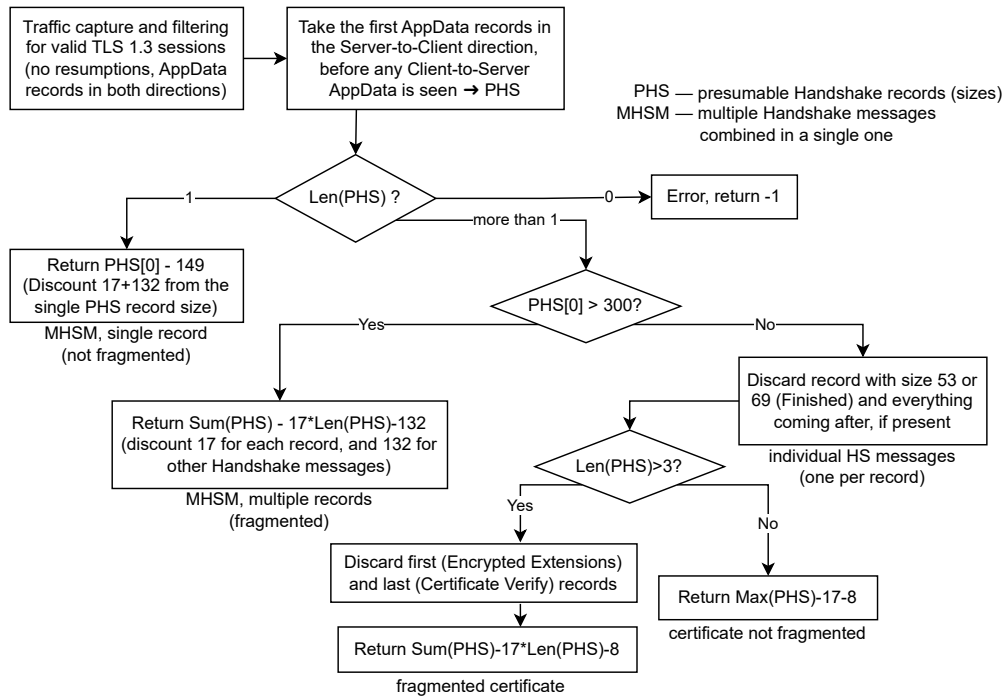 Traffic capture and filtering
for valid TLS 1.3 sessions
(no resumptions, AppData
records in both directions)
Take the first AppData records in
the Server-to-Client direction,
before any Client-to-Server
AppData is seen ➔ PHS
PHS — presumable Handshake records (sizes)
MHSM — multiple Handshake messages
combined in a single one
Len(PHS) ?
1
0
more than 1
Error, return -1
Return PHS[0] - 149
(Discount 17+132 from the
single PHS record size)
MHSM, single record
(not fragmented)
PHS[0] > 300?
Yes
No
Return Sum(PHS) - 17*Len(PHS)-132
(discount 17 for each record, and 132 for
other Handshake messages)
MHSM, multiple records
(fragmented)
Discard record with size 53 or
69 (Finished) and everything
coming after, if present
individual HS messages
(one per record)
Len(PHS)>3?
Yes
No
Discard first (Encrypted Extensions)
and last (Certificate Verify) records
Return Sum(PHS)-17*Len(PHS)-8
fragmented certificate
Return Max(PHS)-17-8
certificate not fragmented